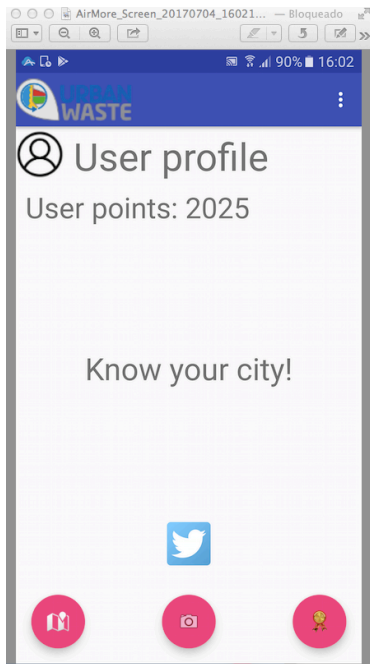 AirMore_Screen_20170704_16021... — Bloqueado
90% 16:02
URBAN
WASTE
User profile
User points: 2025
Know your city!